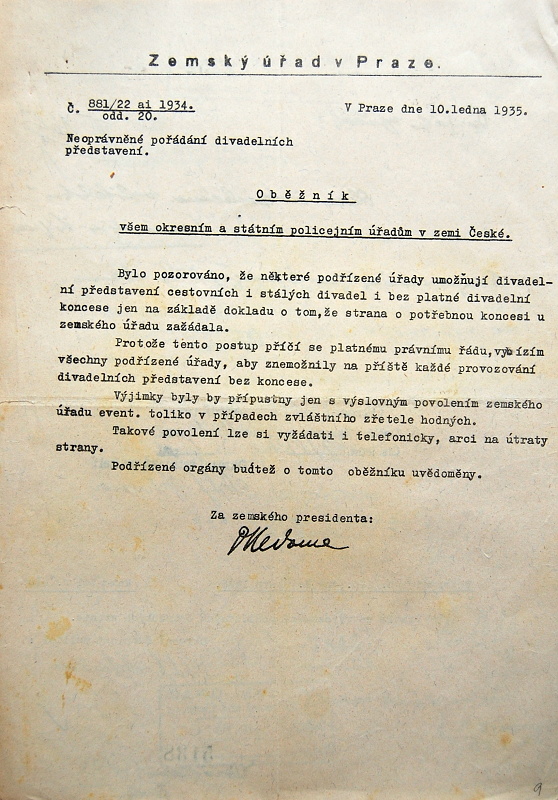 Zemský úřad v Praze.
Č. 881/22 ai 1934.
odd. 20.
V Praze dne 10.ledna 1935.
Neoprávněné pořádání divadelních
představení.
Oběžník
všem okresním a státním policejním úřadům v zemi České.
Bylo pozorováno, že některé podřízené úřady umožňují divadel-
ní představení cestovních i stálých divadel i bez platné divadelní
koncese jen na základě dokladu o tom,že strana o potřebnou koncesi u
zemského úřadu zažádala.
Protože tento postup příčí se platnému právnímu řádu,vybízím
všechny podřízené úřady, aby znemožnily na příště každé provozování
divadelních představení bez koncese.
Výjimky byly by přípustny jen s výslovným povolením zemského
úřadu event. toliko v případech zvláštního zřetele hodných.
Takové povolení lze si vyžádati i telefonicky, arci na útraty
strany.
Podřízené orgány buďtež o tomto oběžníku uvědoměny.
Za zemského presidenta:
9